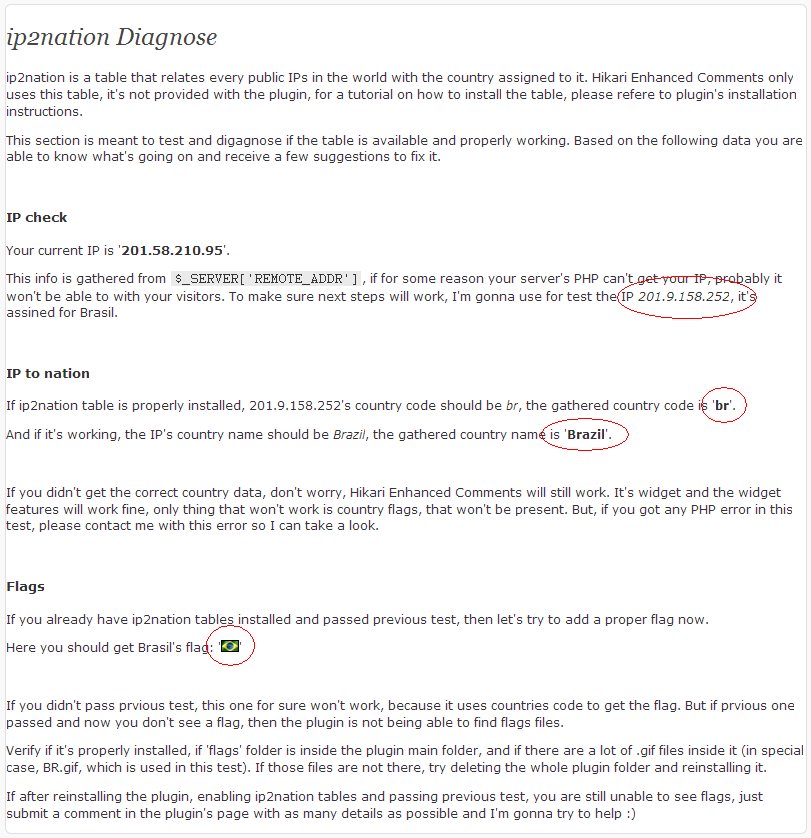 ip2nation Diagnose
ip2nation is a table that relates every public IPs in the world with the country assigned to it. Hikari Enhanced Comments only
uses this table, it's not provided with the plugin, for a tutorial on how to install the table, please refere to plugin's installation
instructions.
This section is meant to test and digagnose if the table is available and properly working. Based on the following data you are
able to know what's going on and receive a few suggestions to fix it.
IP check
Your current IP is '201.58.210.95'.
This info is gathered from $_SERVER['REMOTE_ADDR'] , if for some reason your server's PHP can't get your IP, probably it
won't be able to with your visitors. To make sure next steps will work, I'm gonna use for test the IP 201.9.158.252, it's
assined for Brasil.
IP to nation
If ip2nation table is properly installed, 201.9.158.252's country code should be br, the gathered country code is 'br'.
And if it's working, the IP's country name should be Brazil, the gathered country name is 'Brazil'.
If you didn't get the correct country data, don't worry, Hikari Enhanced Comments will still work. It's widget and the widget
features will work fine, only thing that won't work is country flags, that won't be present. But, if you got any PHP error in this
test, please contact me with this error so I can take a look.
Flags
If you already have ip2nation tables installed and passed previous test, then let's try to add a proper flag now.
Here you should get Brasil's flag: ' '
If you didn't pass prvious test, this one for sure won't work, because it uses countries code to get the flag. But if prvious one
passed and now you don't see a flag, then the plugin is not being able to find flags files.
Verify if it's properly installed, if 'flags' folder is inside the plugin main folder, and if there are a lot of .gif files inside it (in special
case, BR.gif, which is used in this test). If those files are not there, try deleting the whole plugin folder and reinstalling it.
If after reinstalling the plugin, enabling ip2nation tables and passing previous test, you are still unable to see flags, just
submit a comment in the plugin's page with as many details as possible and I'm gonna try to help :)